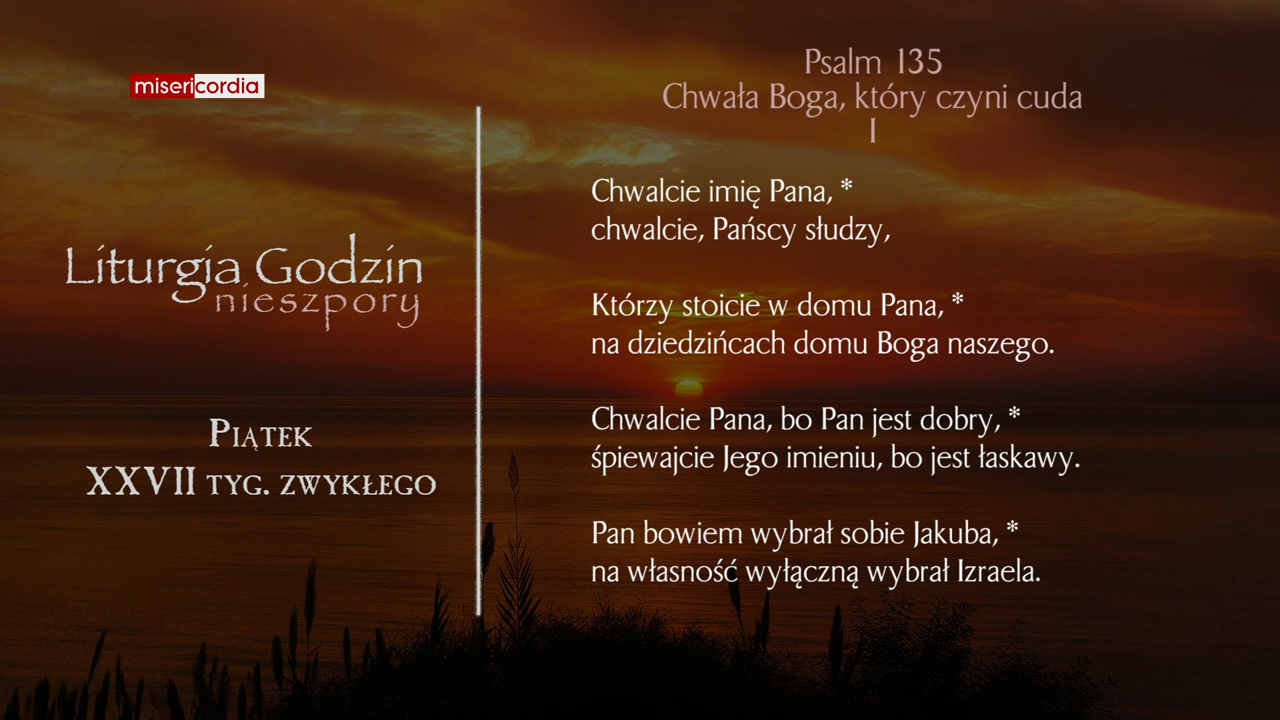 misericordia
Liturgia Godzin
nieszpory
Piątek
XXVII tyg. zwykłego
Psalm 135
Chwała Boga, który czyni cuda
I
Chwalcie imię Pana, *
chwalcie, Pańscy słudzy,
Którzy stoicie w domu Pana, *
na dziedzińcach domu Boga naszego.
Chwalcie Pana, bo Pan jest dobry, *
śpiewajcie Jego imieniu, bo jest łaskawy.
Pan bowiem wybrał sobie Jakuba, *
na własność wyłączną wybrał Izraela.